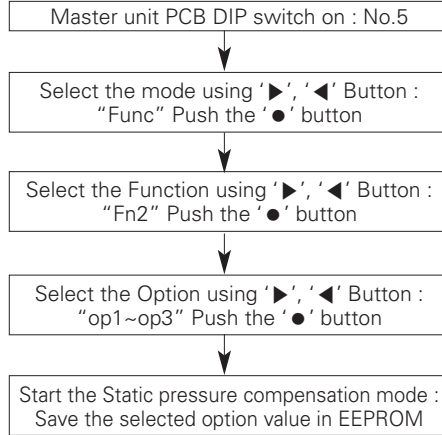 Master unit PCB DIP switch on : No.5
Select the mode using ‘▶’, ‘◀’ Button :
“Func” Push the ‘●’ button
Select the Function using ‘▶’, ‘◀’ Button :
“Fn2” Push the ‘●’ button
Select the Option using ‘▶’, ‘◀’ Button :
“op1~op3” Push the ‘●’ button
Start the Static pressure compensation mode :
Save the selected option value in EEPROM